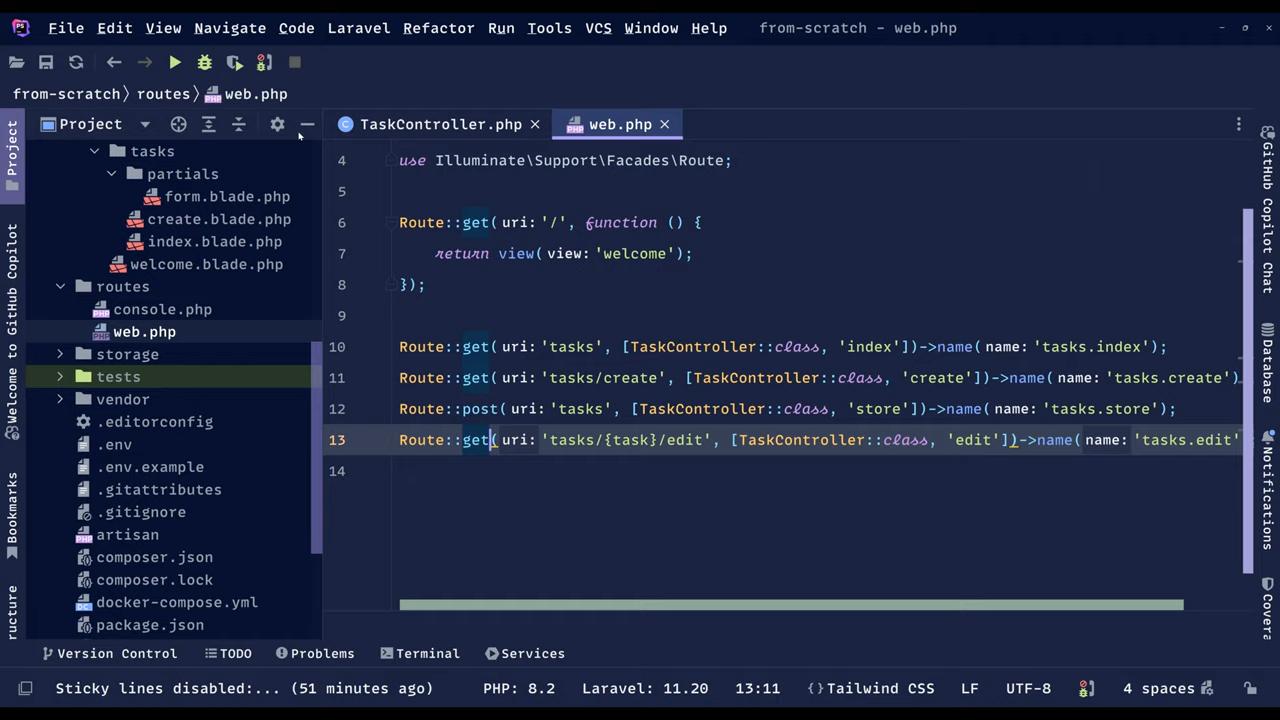 File Edit View Navigate Code Laravel Refactor Run Tools VCS Window Help from-scratch - web.php
from-scratch routes web.php
Project
TaskController.php web.php
Project
Welcome to GitHub Copilot
Bookmarks
ructure
tasks
partials
form.blade.php
create.blade.php
index.blade.php
welcome.blade.php
routes
console.php
web.php
storage
tests
vendor
.editorconfig
.env
.env.example
.gitattributes
.gitignore
artisan
composer.json
composer.lock
docker-compose.yml
package.json
4 use Illuminate\Support\Facades\Route;
5
6 Route::get( uri: '/', function () {
7 return view( view: 'welcome');
8 });
9
10 Route::get( uri: 'tasks', [TaskController::class, 'index'])->name( name: 'tasks.index');
11 Route::get( uri: 'tasks/create', [TaskController::class, 'create'])->name( name: 'tasks.create')
12 Route::post( uri: 'tasks', [TaskController::class, 'store'])->name( name: 'tasks.store');
13 Route::get( uri: 'tasks/{task}/edit', [TaskController::class, 'edit'])->name( name: 'tasks.edit'
14
GitHub Copilot Chat
Database
Notifications
Covera
Version Control TODO Problems Terminal Services
Sticky lines disabled:... (51 minutes ago) PHP: 8.2 Laravel: 11.20 13:11 {} Tailwind CSS LF UTF-8 4 spaces